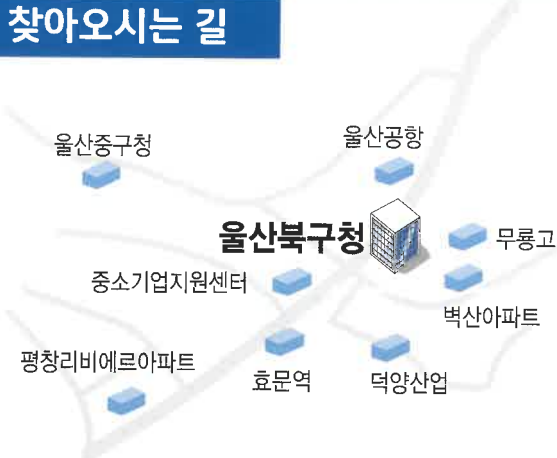 찾아오시는 길
울산중구청
울산공항
울산북구청
무룡고
중소기업지원센터
벽산아파트
평창리비에르아파트
효문역
덕양산업